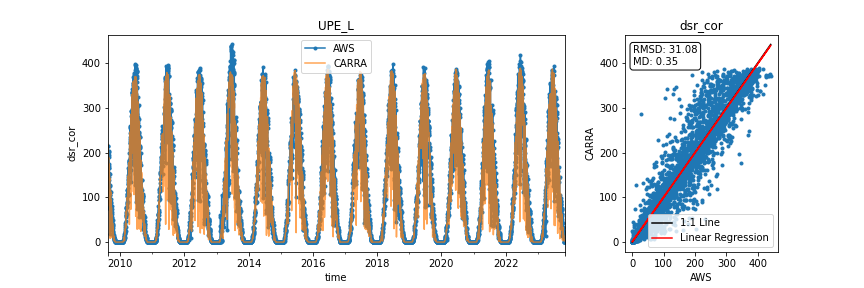 UPE_L
dsr_cor
AWS
CARRA
400
300
200
100
0
2010
2012
2014
2016
2018
2020
2022
time
dsr_cor
dsr_cor
RMSD: 31.08
MD: 0.35
1:1 Line
Linear Regression
400
300
200
100
0
0
100
200
300
400
AWS
CARRA